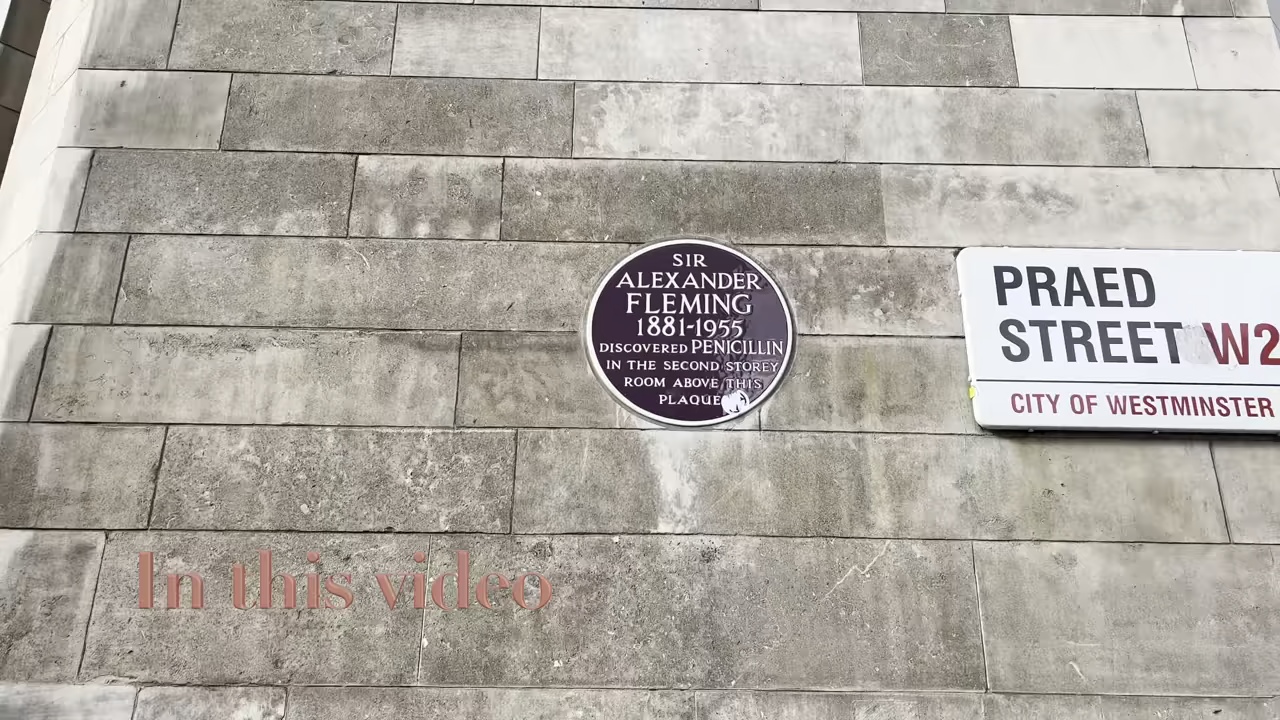 SIR
ALEXANDER
FLEMING
1881-1955
DISCOVERED PENICILLIN
IN THE SECOND STOREY
ROOM ABOVE THIS
PLAQUE
PRAED
STREET W2
CITY OF WESTMINSTER
In this video